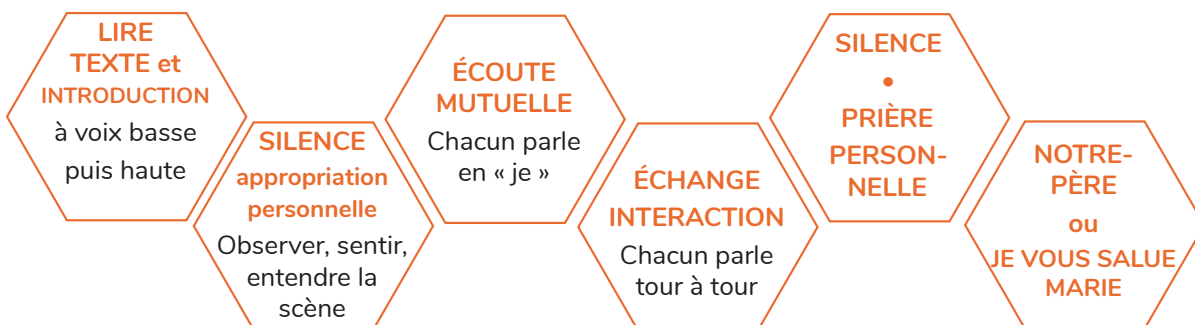 LIRE
TEXTE et
INTRODUCTION
à voix basse
puis haute
SILENCE
appropriation
personnelle
Observer, sentir,
entendre la
scène
ÉCOUTE
MUTUELLE
Chacun parle
en « je »
ÉCHANGE
INTERACTION
Chacun parle
tour à tour
SILENCE
•
PRIÈRE
PERSON-
NELLE
NOTRE-
PÈRE
ou
JE VOUS SALUE
MARIE